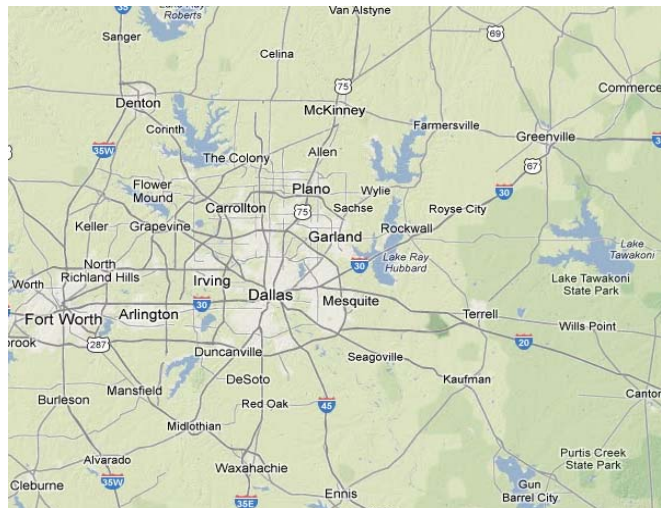 Lake Ray
Roberts
35
Van Alstyne
Sanger
69
Celina
75
Commerce
Denton
McKinney
Corinth
Farmersville
Greenville
35W
The Colony
Allen
30
67
Flower
Mound
Plano
Wylie
Carrollton
75
Sachse
Royse City
Keller
Grapevine
Garland
Rockwall
Lake
Tawakoni
North
Richland Hills
Worth
30
Lake Ray
Hubbard
Irving
Lake Tawakoni
State Park
Dallas
Mesquite
30
Fort Worth
Arlington
Terrell
Wills Point
brook
287
20
Duncanville
Seagoville
DeSoto
Kaufman
Mansfield
Canton
Burleson
Red Oak
45
Midlothian
Alvarado
Waxahachie
Purtis Creek
State Park
Cleburne
35W
35E
Ennis
Gun
Barrel City